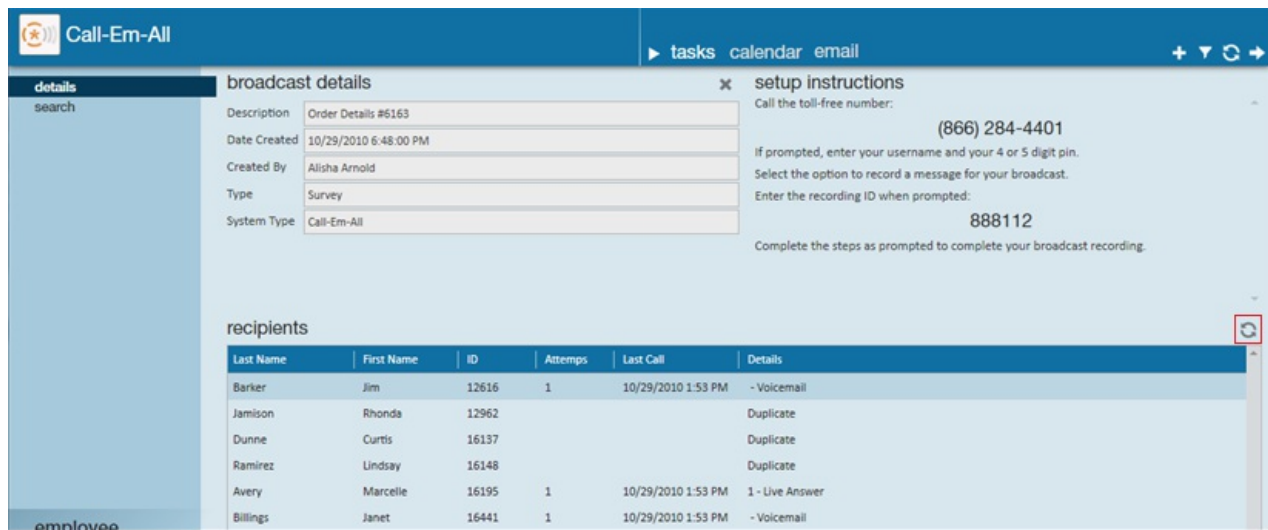 Call-Em-All
tasks calendar email
details
search
broadcast details
Description Order Details #6163
Date Created 10/29/2010 6:48:00 PM
Created By Alisha Arnold
Type Survey
System Type Call-Em-All
setup instructions
Call the toll-free number:
(866) 284-4401
If prompted, enter your username and your 4 or 5 digit pin.
Select the option to record a message for your broadcast.
Enter the recording ID when prompted:
888112
Complete the steps as prompted to complete your broadcast recording.
recipients
Last Name First Name ID Attemps Last Call Details
Barker Jim 12616 1 10/29/2010 1:53 PM - Voicemail
Jamison Rhonda 12962 Duplicate
Dunne Curtis 16137 Duplicate
Ramirez Lindsay 16148 Duplicate
Avery Marcelle 16195 1 10/29/2010 1:53 PM 1 - Live Answer
Billings Janet 16441 1 10/29/2010 1:53 PM - Voicemail
employee